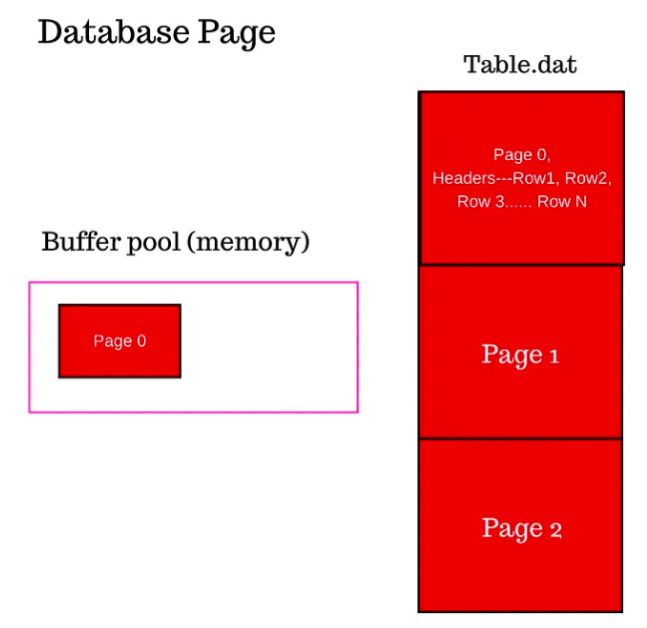 Database Page
Table.dat
Page 0,
Headers---Row1, Row2,
Row 3...... Row N
Buffer pool (memory)
Page 0
Page 1
Page 2